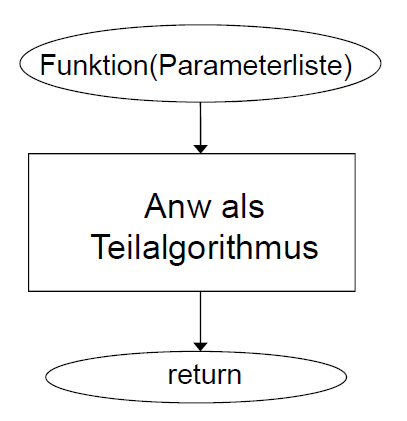 Funktion(Parameterliste)
Anw als
Teilalgorithmus
return